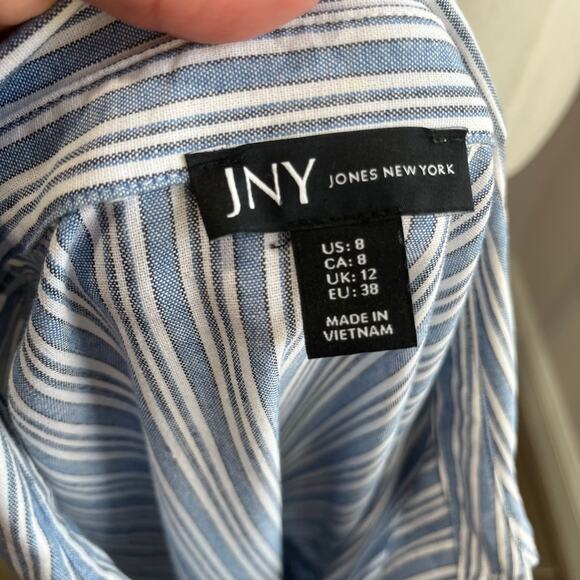 JNY JONES NEW YORK
US: 8
CA: 8
UK: 12
EU: 38
MADE IN
VIETNAM